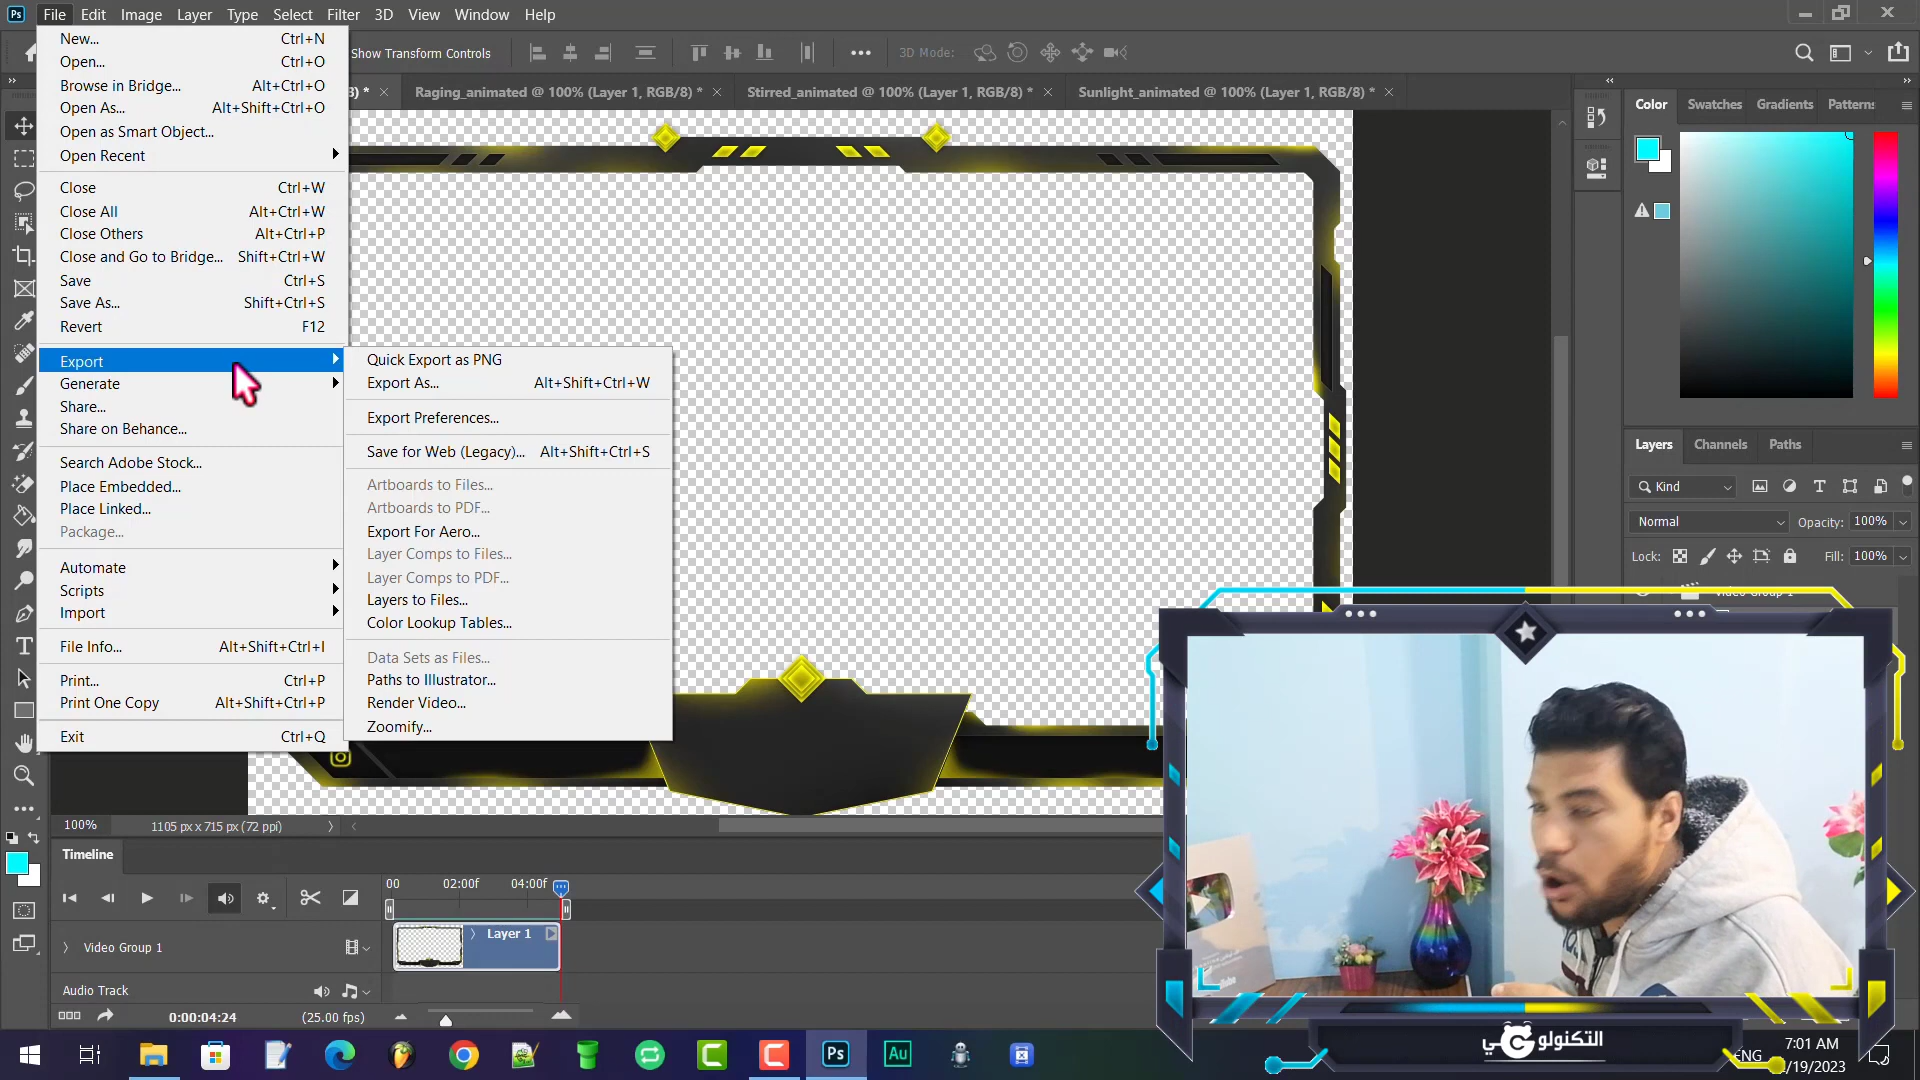 Ps File Edit Image Layer Type Select Filter 3D View Window Help
Show Transform Controls
3D Mode:
3) *
Raging_animated @ 100% (Layer 1, RGB/8) *
Stirred_animated @ 100% (Layer 1, RGB/8) *
Sunlight_animated @ 100% (Layer 1, RGB/8) *
New... Ctrl+N
Open... Ctrl+O
Browse in Bridge... Alt+Ctrl+O
Open As... Alt+Shift+Ctrl+O
Open as Smart Object...
Open Recent
Close Ctrl+W
Close All Alt+Ctrl+W
Close Others Alt+Ctrl+P
Close and Go to Bridge... Shift+Ctrl+W
Save Ctrl+S
Save As... Shift+Ctrl+S
Revert F12
Export
Generate
Share...
Share on Behance...
Search Adobe Stock...
Place Embedded...
Place Linked...
Package...
Automate
Scripts
Import
File Info... Alt+Shift+Ctrl+I
Print... Ctrl+P
Print One Copy Alt+Shift+Ctrl+P
Exit Ctrl+Q
Quick Export as PNG
Export As... Alt+Shift+Ctrl+W
Export Preferences...
Save for Web (Legacy)... Alt+Shift+Ctrl+S
Artboards to Files...
Artboards to PDF...
Export For Aero...
Layer Comps to Files...
Layer Comps to PDF...
Layers to Files...
Color Lookup Tables...
Data Sets as Files...
Paths to Illustrator...
Render Video...
Zoomify...
Color Swatches Gradients Patterns
Layers Channels Paths
Kind
Normal Opacity: 100%
Lock: Fill: 100%
Video Group 1
100% 1105 px x 715 px (72 ppi)
Timeline
00 02:00f 04:00f
Video Group 1
Layer 1
Audio Track
0:00:04:24 (25.00 fps)
Ps Au
التكنولوجي
7:01 AM
/19/2023